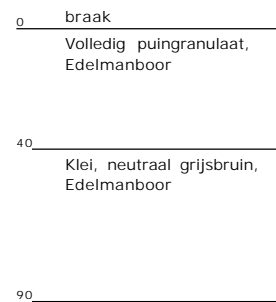 0 braak
Volledig puingranulaat,
Edelmanboor
40
Klei, neutraal grijsbruin,
Edelmanboor
90